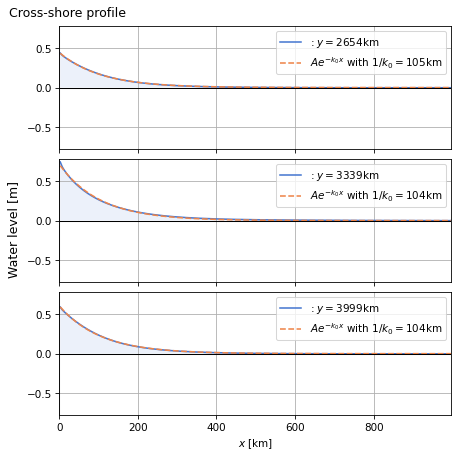 Cross-shore profile
0.5
0.0
−0.5
: y = 2654km
Ae^{−k₀x} with 1/k₀ = 105km
Water level [m]
0.5
0.0
−0.5
: y = 3339km
Ae^{−k₀x} with 1/k₀ = 104km
0.5
0.0
−0.5
: y = 3999km
Ae^{−k₀x} with 1/k₀ = 104km
0 200 400 600 800
x [km]